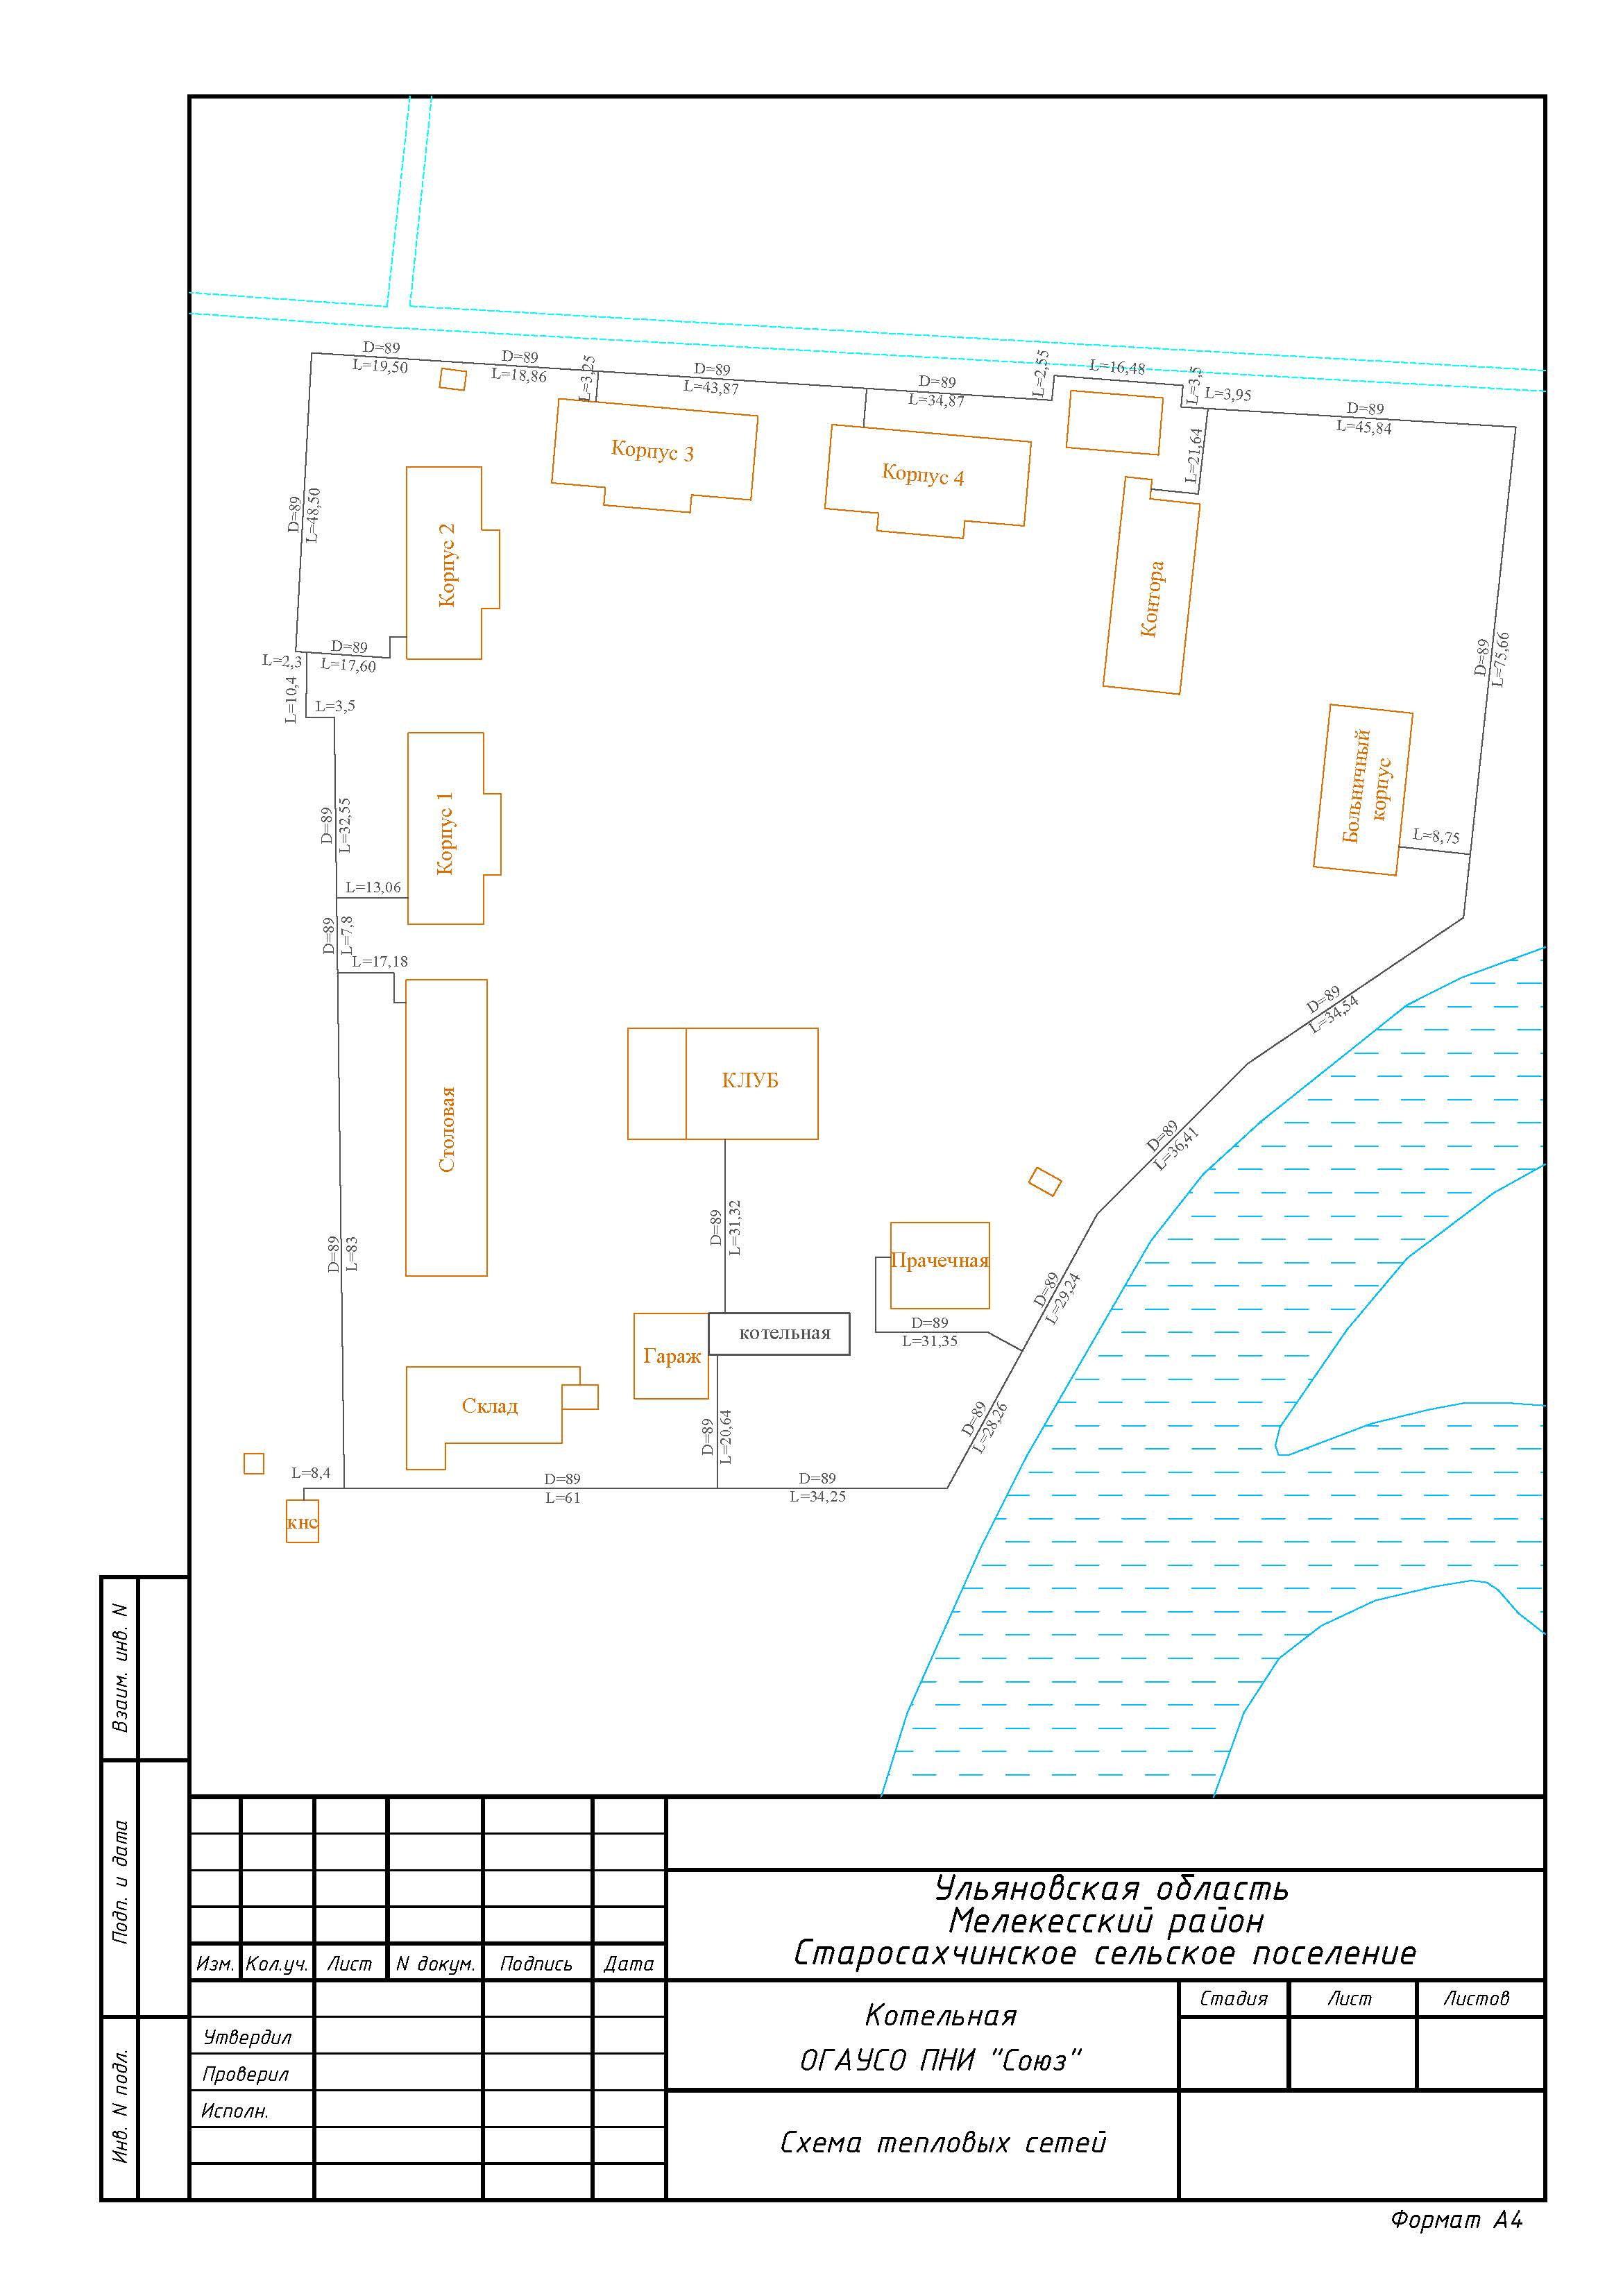 D=89
L=19,50
D=89
L=18,86
L=3,25
D=89
L=43,87
D=89
L=34,87
L=2,55
L=16,48
L=3,5
L=3,95
D=89
L=45,84
L=21,64
Корпус 3
Корпус 4
D=89
L=48,50
Корпус 2
Контора
D=89
L=17,60
L=2,3
L=10,4
L=3,5
D=89
L=75,66
Больничный
корпус
L=8,75
D=89
L=32,55
Корпус 1
L=13,06
D=89
L=7,8
L=17,18
D=89
L=34,54
КЛУБ
Столовая
D=89
L=36,41
D=89
L=31,32
D=89
L=83
Прачечная
D=89
L=29,24
D=89
L=31,35
котельная
Гараж
Склад
D=89
L=20,64
D=89
L=28,26
L=8,4
D=89
L=61
D=89
L=34,25
кнс
Взаим. инв. N
Подп. и дата
Инв. N подл.
Изм. Кол.уч. Лист N докум. Подпись Дата
Утвердил
Проверил
Исполн.
Ульяновская область
Мелекесский район
Старосахчинское сельское поселение
Котельная
ОГАУСО ПНИ "Союз"
Стадия Лист Листов
Схема тепловых сетей
Формат А4